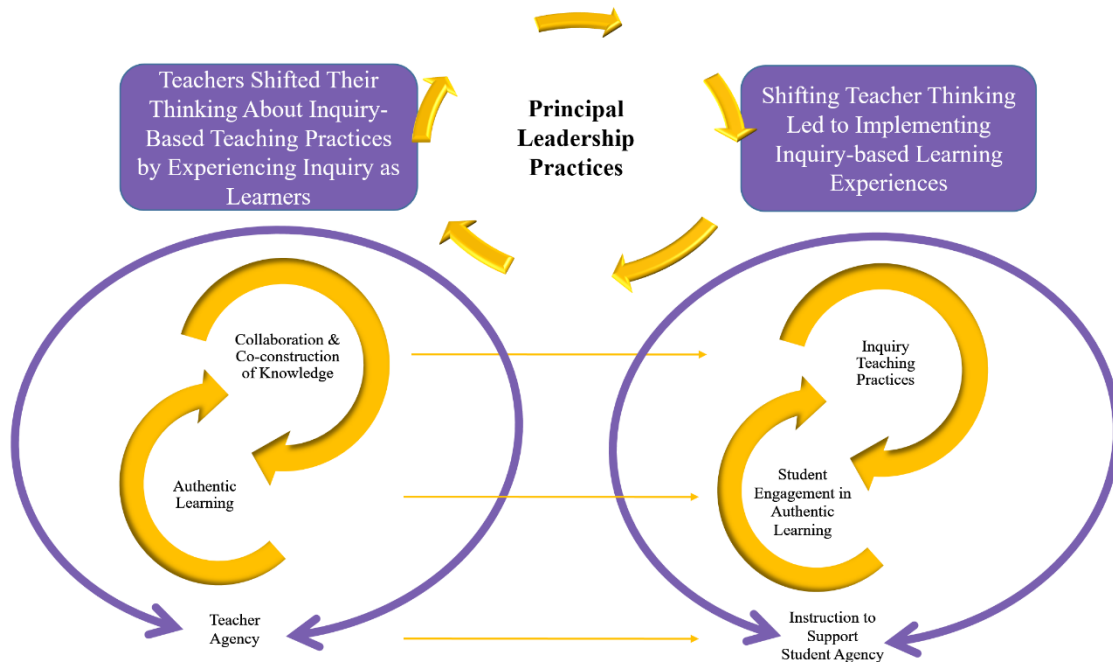 Teachers Shifted Their
Thinking About Inquiry-
Based Teaching Practices
by Experiencing Inquiry as
Learners
Principal
Leadership
Practices
Shifting Teacher Thinking
Led to Implementing
Inquiry-based Learning
Experiences
Collaboration &
Co-construction
of Knowledge
Authentic
Learning
Teacher
Agency
Inquiry
Teaching
Practices
Student
Engagement in
Authentic
Learning
Instruction to
Support
Student Agency